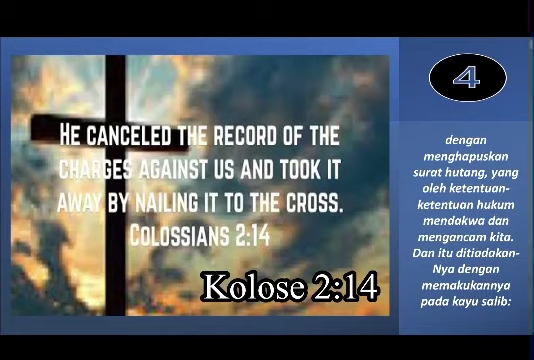 HE CANCELED THE RECORD OF THE
CHARGES AGAINST US AND TOOK IT
AWAY BY NAILING IT TO THE CROSS.
COLOSSIANS 2:14
Kolose 2:14
4
dengan
menghapuskan
surat hutang, yang
oleh ketentuan-
ketentuan hukum
mendakwa dan
mengancam kita.
Dan itu ditiadakan-
Nya dengan
memakukannya
pada kayu salib: